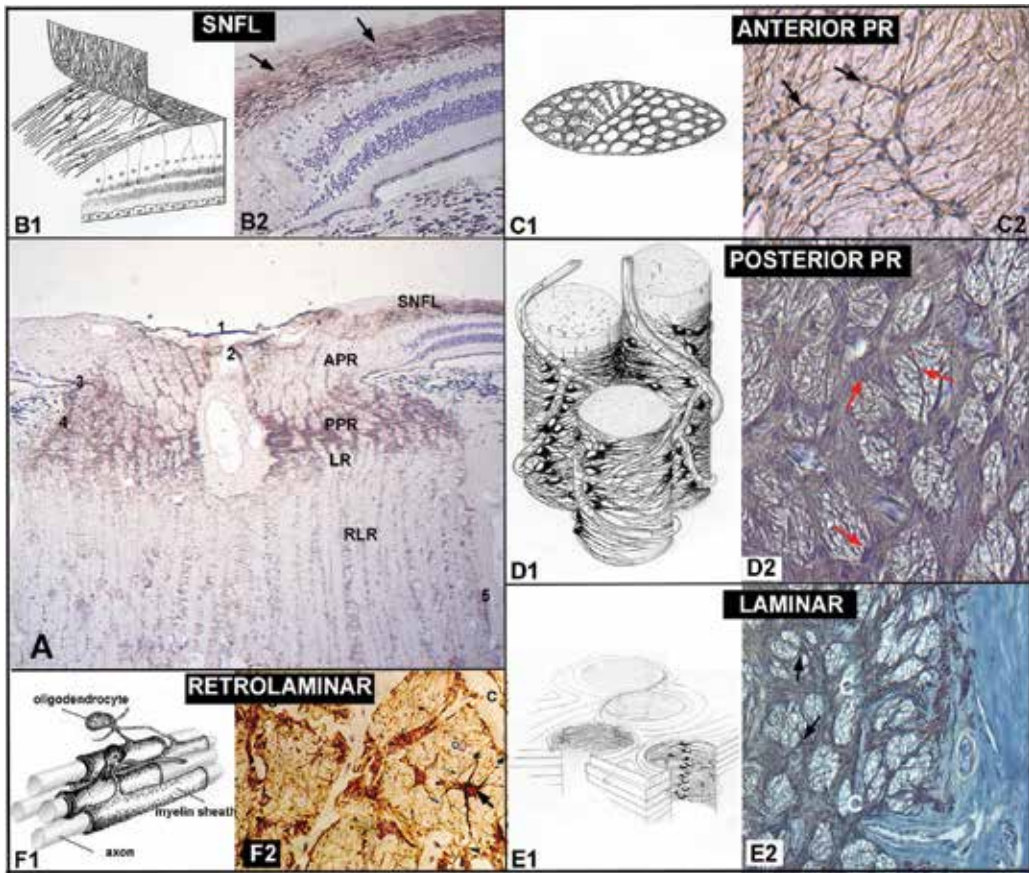 SNFL
B1
B2
ANTERIOR PR
C1
C2
SNFL
1
2
APR
3
4
PPR
LR
RLR
5
A
POSTERIOR PR
D1
D2
RETROLAMINAR
oligodendrocyte
myelin sheath
axon
F1
C
F2
LAMINAR
E1
C
C
E2